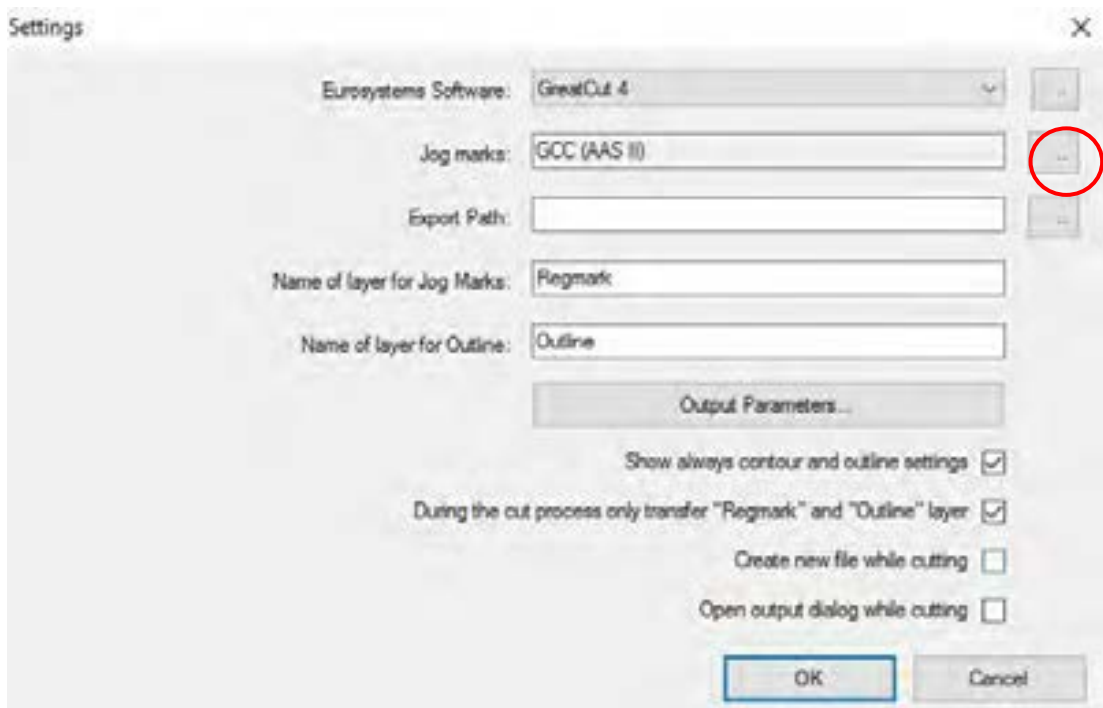 Settings
Eurosystems Software: GreatCut 4 ..
Jog marks: GCC (AAS II) ...
Export Path: ...
Name of layer for Jog Marks: Regmark
Name of layer for Outline: Outline
Output Parameters...
Show always contour and outline settings
During the cut process only transfer "Regmark" and "Outline" layer
Create new file while cutting
Open output dialog while cutting
OK Cancel